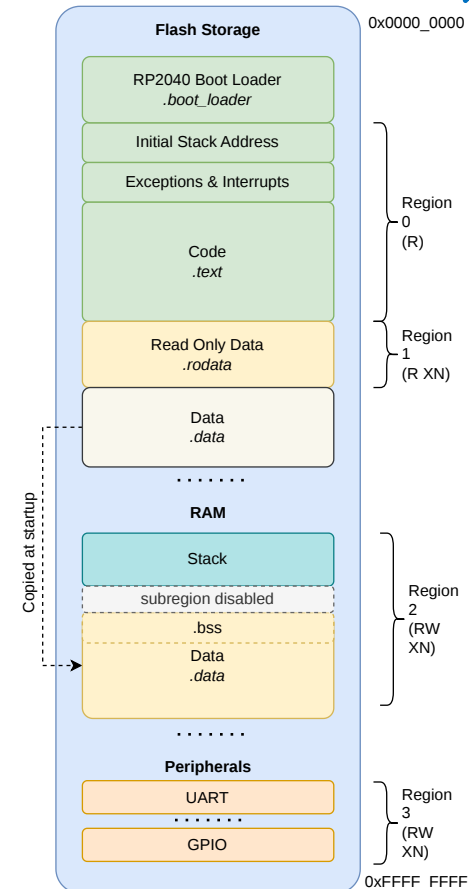 0x0000_0000
Flash Storage
RP2040 Boot Loader
.boot_loader
Initial Stack Address
Exceptions & Interrupts
Region
0
(R)
Code
.text
Read Only Data
.rodata
Region
1
(R XN)
Data
.data
.......
Copied at startup
RAM
Stack
subregion disabled
.bss
Data
.data
Region
2
(RW
XN)
.......
Peripherals
UART
.......
GPIO
Region
3
(RW
XN)
0xFFFF_FFFF